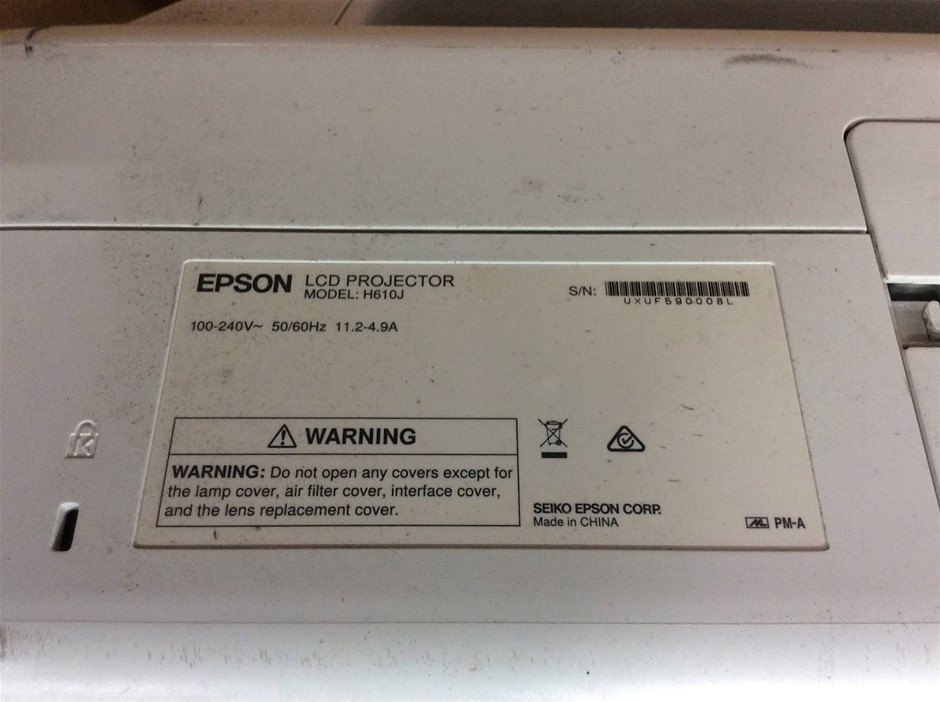 EPSON LCD PROJECTOR
MODEL: H610J
S/N:
UXUF590008L
100-240V~ 50/60Hz 11.2-4.9A
WARNING
WARNING: Do not open any covers except for
the lamp cover, air filter cover, interface cover,
and the lens replacement cover.
SEIKO EPSON CORP.
Made in CHINA
ML PM-A